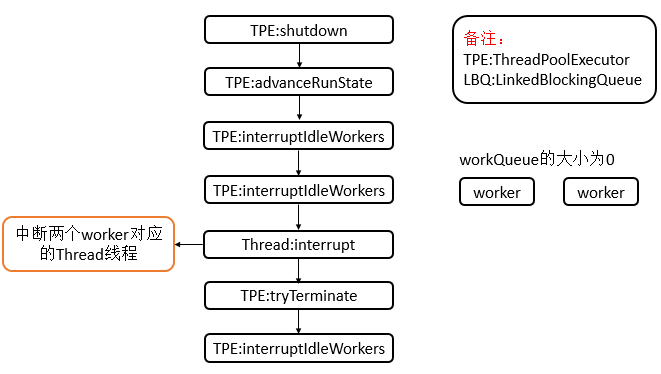 TPE:shutdown
TPE:advanceRunState
TPE:interruptIdleWorkers
TPE:interruptIdleWorkers
Thread:interrupt
中断两个worker对应
的Thread线程
TPE:tryTerminate
TPE:interruptIdleWorkers
备注：
TPE:ThreadPoolExecutor
LBQ:LinkedBlockingQueue
workQueue的大小为0
worker
worker